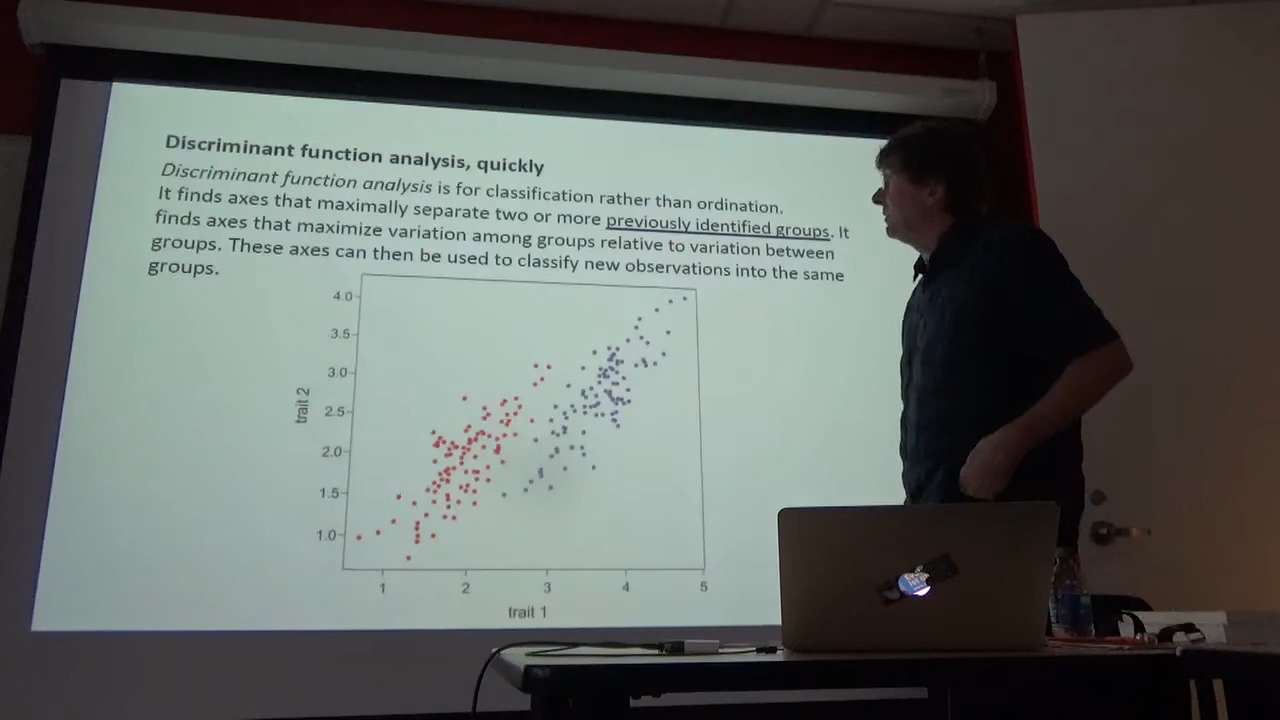 Discriminant function analysis, quickly
Discriminant function analysis is for classification rather than ordination.
It finds axes that maximally separate two or more previously identified groups. It
finds axes that maximize variation among groups relative to variation between
groups. These axes can then be used to classify new observations into the same
groups.
4.0
3.5
3.0
2.5
2.0
1.5
1.0
trait 2
1 2 3 4 5
trait 1